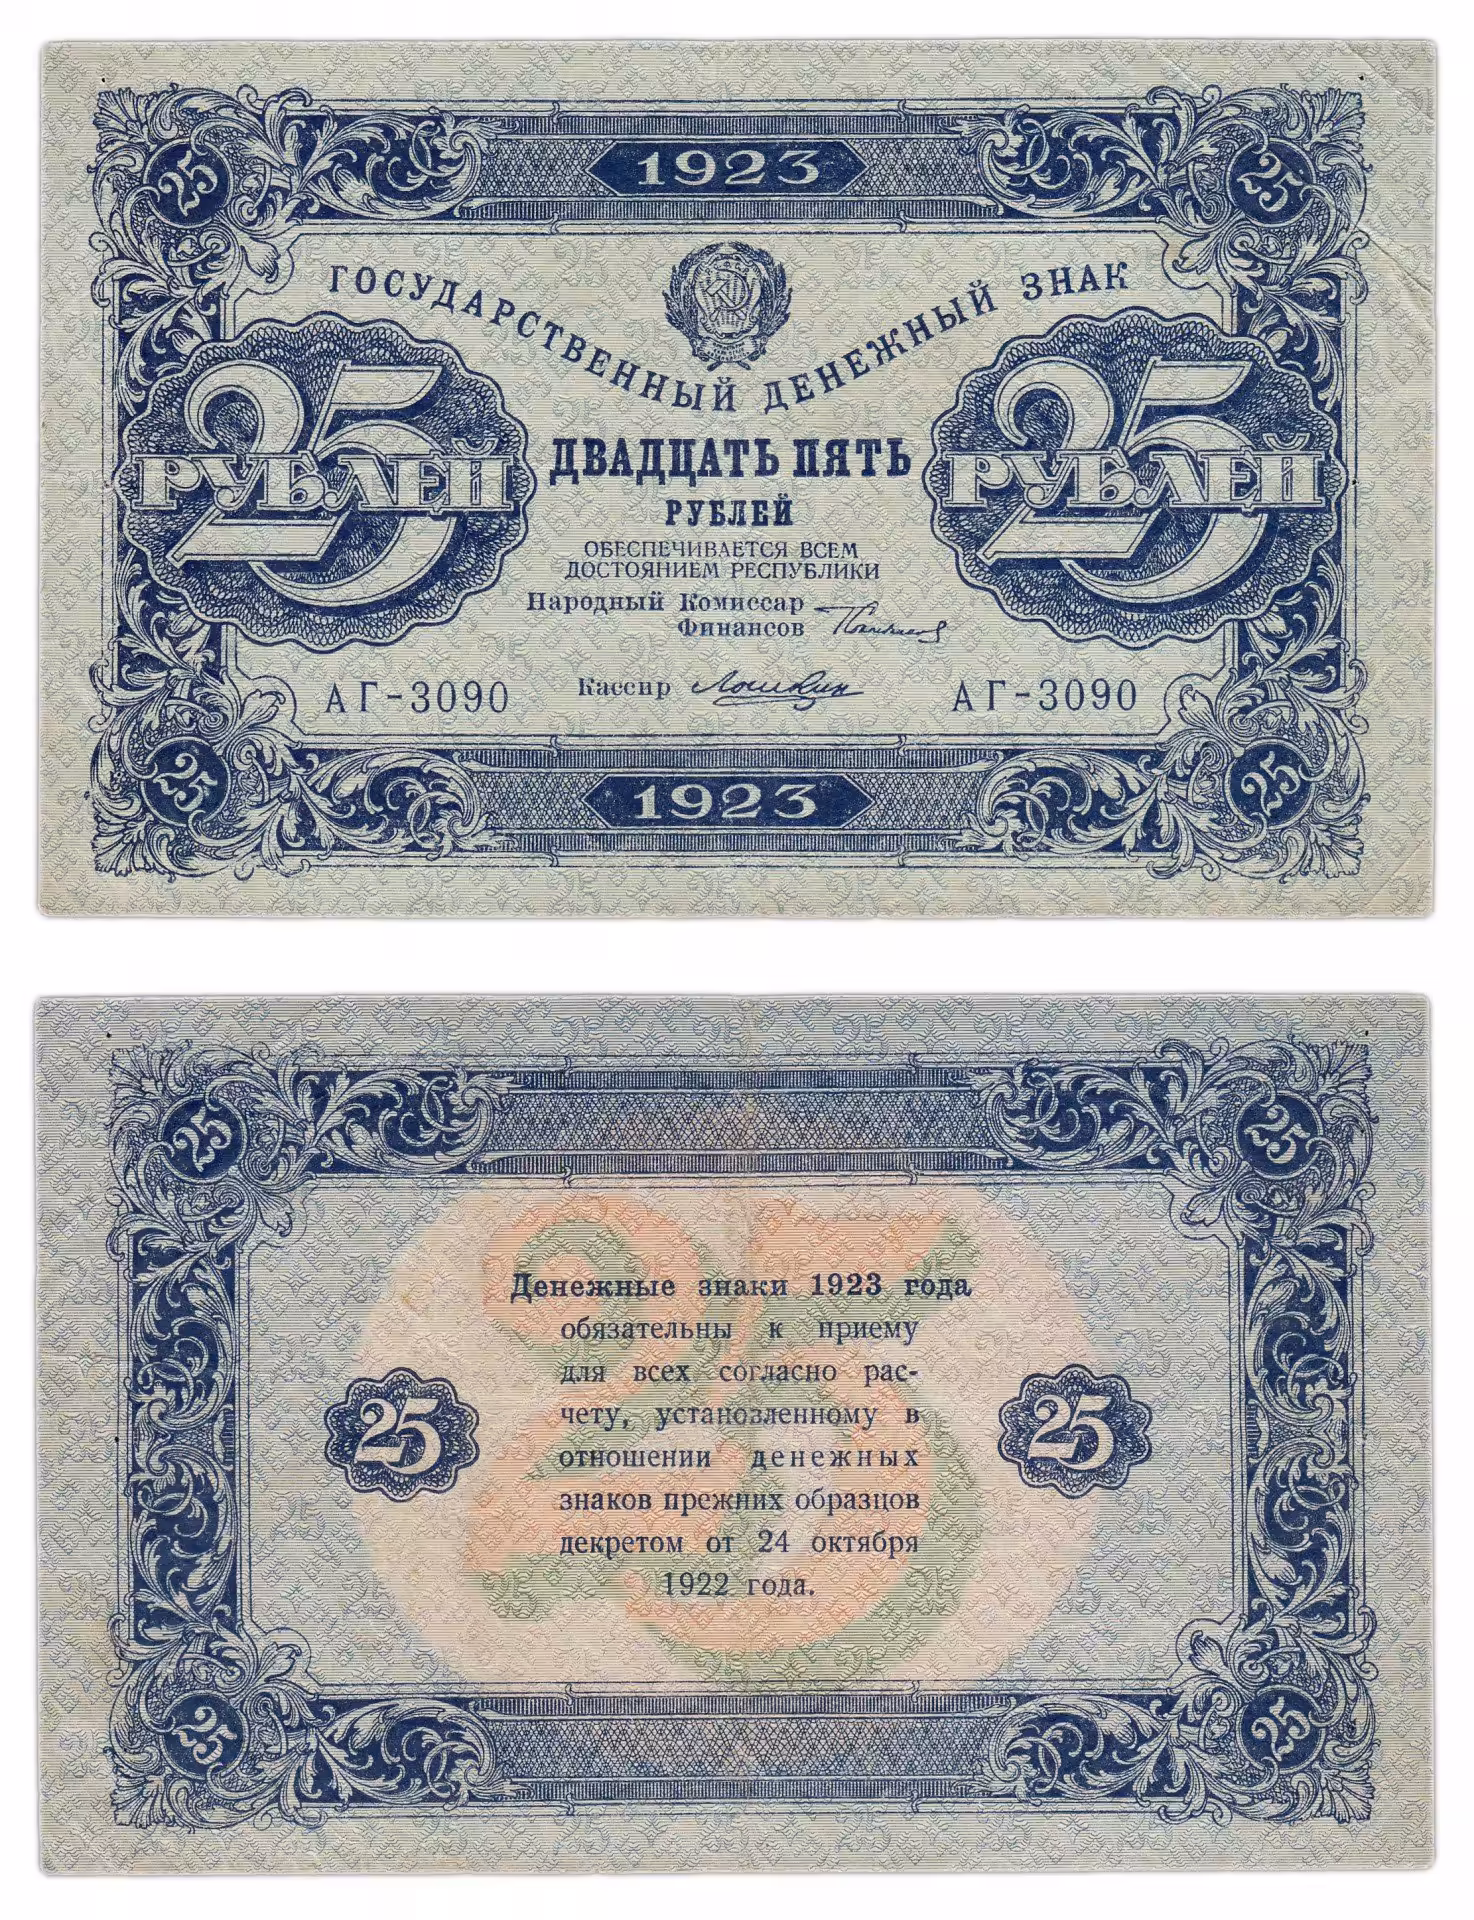 1923
25
25
ГОСУДАРСТВЕННЫЙ ДЕНЕЖНЫЙ ЗНАК
25 РУБЛЕЙ
25 РУБЛЕЙ
ДВАДЦАТЬ ПЯТЬ
РУБЛЕЙ
ОБЕСПЕЧИВАЕТСЯ ВСЕМ
ДОСТОЯНИЕМ РЕСПУБЛИКИ
Народный Комиссар
Финансов
Кассир
АГ-3090
АГ-3090
25
25
1923
25
25
Денежные знаки 1923 года
обязательны к приему
для всех согласно рас-
чету, установленному в
отношении денежных
знаков прежних образцов
декретом от 24 октября
1922 года.
25
25
25
25